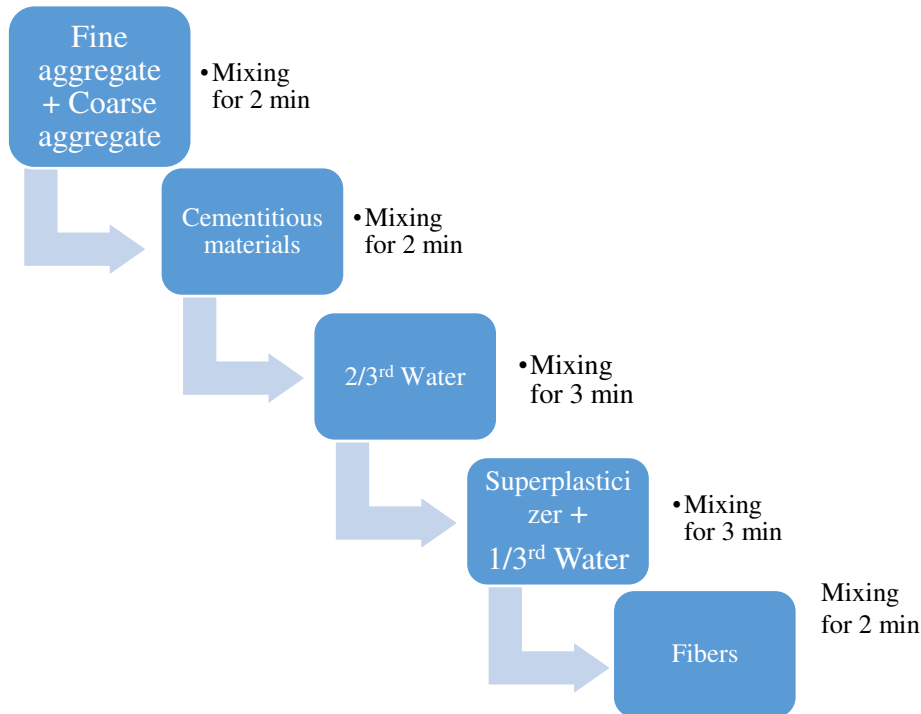 Fine
aggregate
+ Coarse
aggregate
•Mixing
for 2 min
Cementitious
materials
•Mixing
for 2 min
2/3rd Water
•Mixing
for 3 min
Superplastici
zer +
1/3rd Water
•Mixing
for 3 min
Fibers
Mixing
for 2 min